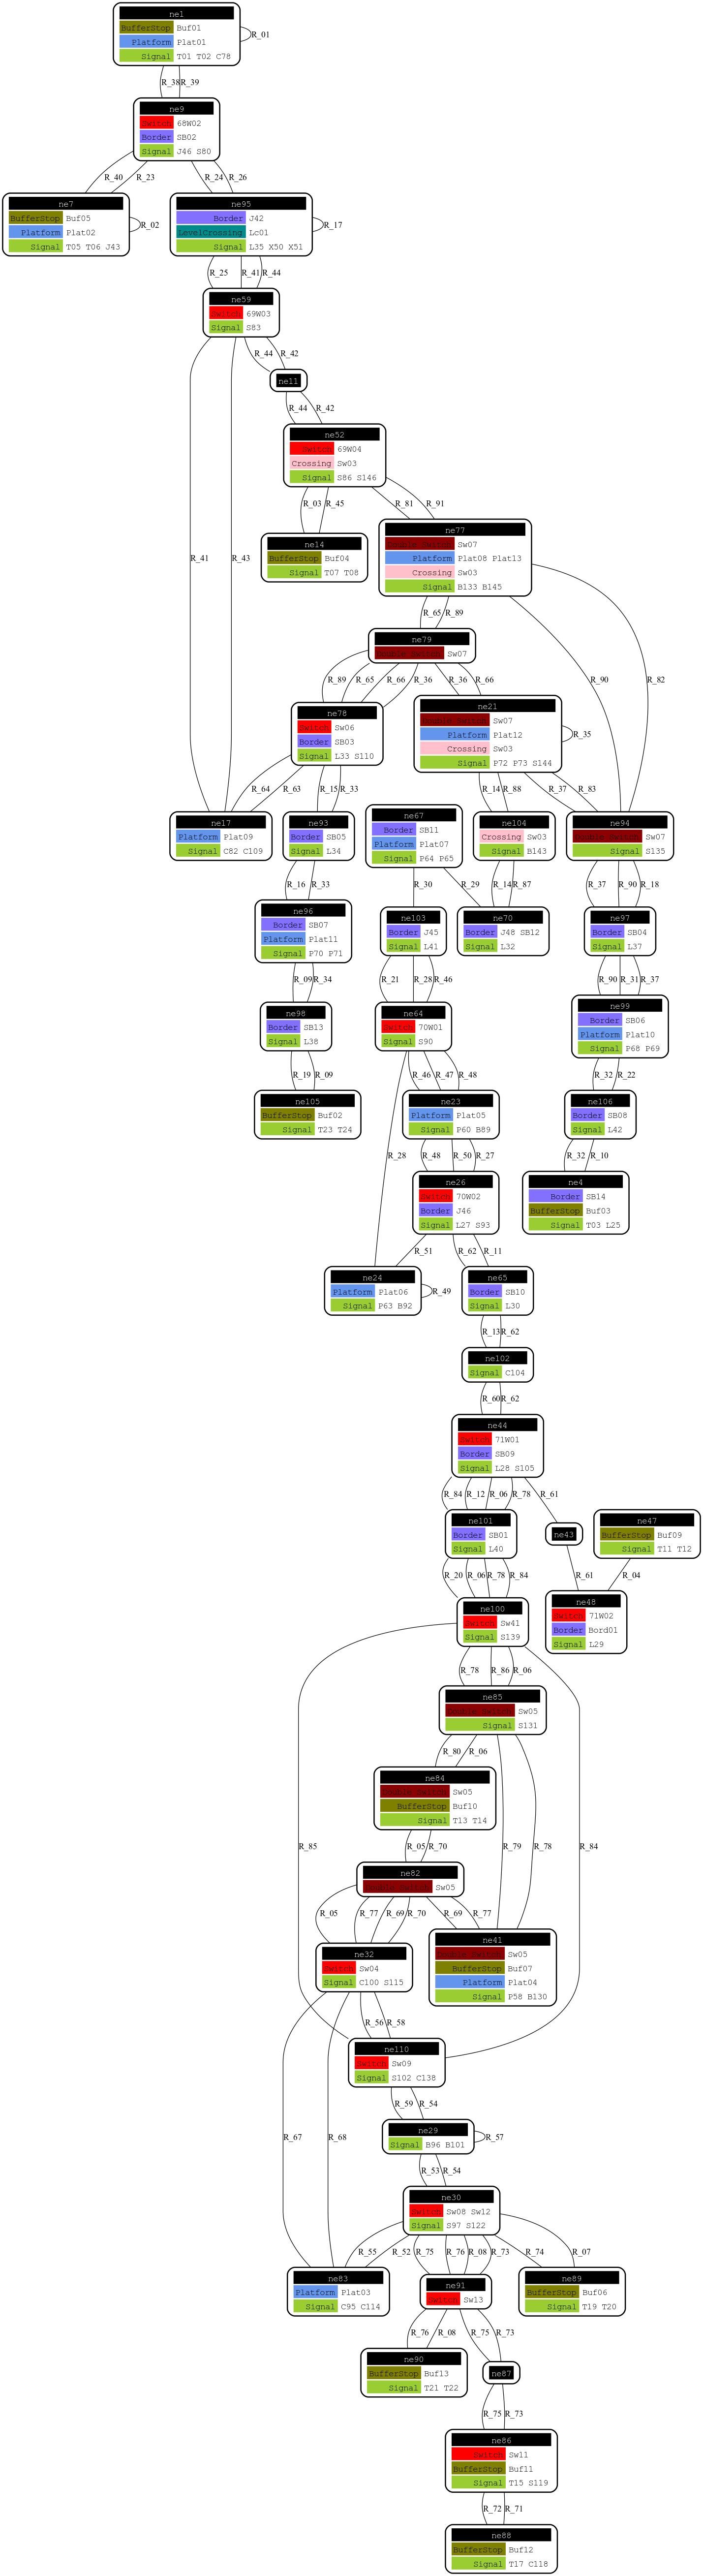 ne1
BufferStop Buf01
Platform Plat01
Signal T01 T02 C78
R_01
R_38 R_39
ne9
Switch 68W02
Border SB02
Signal J46 S80
R_40 R_23 R_24 R_26
ne7
BufferStop Buf05
Platform Plat02
Signal T05 T06 J43
R_02
ne95
Border J42
LevelCrossing Lc01
Signal L35 X50 X51
R_17
R_25 R_41 R_44
ne59
Switch 69W03
Signal S83
R_44 R_42
ne11
R_44 R_42
ne52
Switch 69W04
Crossing Sw03
Signal S86 S146
R_03 R_45 R_81 R_91
ne14
BufferStop Buf04
Signal T07 T08
ne77
Double Switch Sw07
Platform Plat08 Plat13
Crossing Sw03
Signal B133 B145
R_41 R_43
R_65 R_89
R_90 R_82
ne79
Double Switch Sw07
R_89 R_65 R_66 R_36 R_36 R_66
ne78
Switch Sw06
Border SB03
Signal L33 S110
ne21
Double Switch Sw07
Platform Plat12
Crossing Sw03
Signal P72 P73 S144
R_35
R_64 R_63 R_15 R_33 R_14 R_88 R_37 R_83
ne17
Platform Plat09
Signal C82 C109
ne93
Border SB05
Signal L34
ne67
Border SB11
Platform Plat07
Signal P64 P65
ne104
Crossing Sw03
Signal B143
ne94
Double Switch Sw07
Signal S135
R_16 R_33 R_30 R_29 R_14 R_87 R_37 R_90 R_18
ne96
Border SB07
Platform Plat11
Signal P70 P71
ne103
Border J45
Signal L41
ne70
Border J48 SB12
Signal L32
ne97
Border SB04
Signal L37
R_09 R_34 R_21 R_28 R_46 R_90 R_31 R_37
ne98
Border SB13
Signal L38
ne64
Switch 70W01
Signal S90
ne99
Border SB06
Platform Plat10
Signal P68 P69
R_19 R_09 R_46 R_47 R_48 R_32 R_22
ne105
BufferStop Buf02
Signal T23 T24
ne23
Platform Plat05
Signal P60 B89
ne106
Border SB08
Signal L42
R_28 R_48 R_50 R_27 R_32 R_10
ne26
Switch 70W02
Border J46
Signal L27 S93
ne4
Border SB14
BufferStop Buf03
Signal T03 L25
R_51 R_62 R_11
ne24
Platform Plat06
Signal P63 B92
R_49
ne65
Border SB10
Signal L30
R_13 R_62
ne102
Signal C104
R_60 R_62
ne44
Switch 71W01
Border SB09
Signal L28 S105
R_84 R_12 R_06 R_78 R_61
ne101
Border SB01
Signal L40
ne43
ne47
BufferStop Buf09
Signal T11 T12
R_20 R_06 R_78 R_84 R_61 R_04
ne100
Switch Sw41
Signal S139
ne48
Switch 71W02
Border Bord01
Signal L29
R_78 R_86 R_06
ne85
Double Switch Sw05
Signal S131
R_80 R_06
ne84
Double Switch Sw05
BufferStop Buf10
Signal T13 T14
R_85 R_05 R_70 R_79 R_78 R_84
ne82
Double Switch Sw05
R_05 R_77 R_69 R_70 R_69 R_77
ne32
Switch Sw04
Signal C100 S115
ne41
Double Switch Sw05
BufferStop Buf07
Platform Plat04
Signal P58 B130
R_56 R_58
ne110
Switch Sw09
Signal S102 C138
R_59 R_54
R_67 R_68
ne29
Signal B96 B101
R_57
R_53 R_54
ne30
Switch Sw08 Sw12
Signal S97 S122
R_55 R_52 R_75 R_76 R_08 R_73 R_74 R_07
ne83
Platform Plat03
Signal C95 C114
ne91
Switch Sw13
ne89
BufferStop Buf06
Signal T19 T20
R_76 R_08 R_75 R_73
ne90
BufferStop Buf13
Signal T21 T22
ne87
R_75 R_73
ne86
Switch Sw11
BufferStop Buf11
Signal T15 S119
R_72 R_71
ne88
BufferStop Buf12
Signal T17 C118